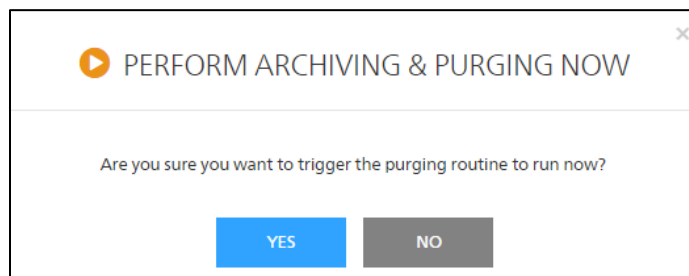 PERFORM ARCHIVING & PURGING NOW
Are you sure you want to trigger the purging routine to run now?
YES NO